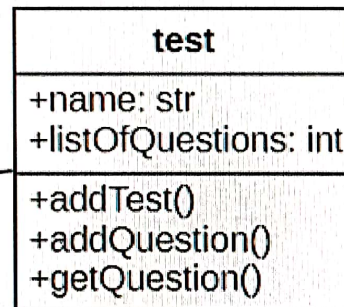 test
+name: str
+listOfQuestions: int
+addTest()
+addQuestion()
+getQuestion()